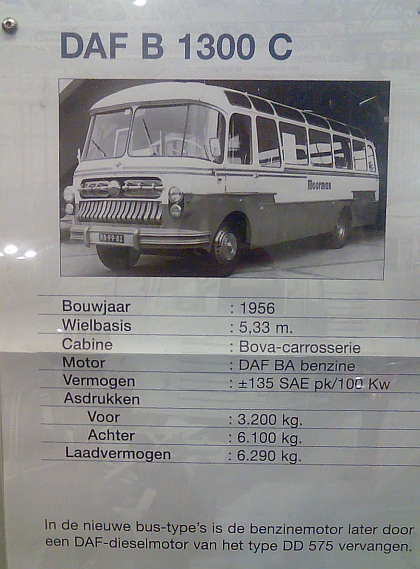 DAF B 1300 C
Moorman
Bouwjaar : 1956
Wielbasis : 5,33 m.
Cabine : Bova-carrosserie
Motor : DAF BA benzine
Vermogen : ±135 SAE pk/100 Kw
Asdrukken
Voor : 3.200 kg.
Achter : 6.100 kg.
Laadvermogen : 6.290 kg.
In de nieuwe bus-type's is de benzinemotor later door
een DAF-dieselmotor van het type DD 575 vervangen.